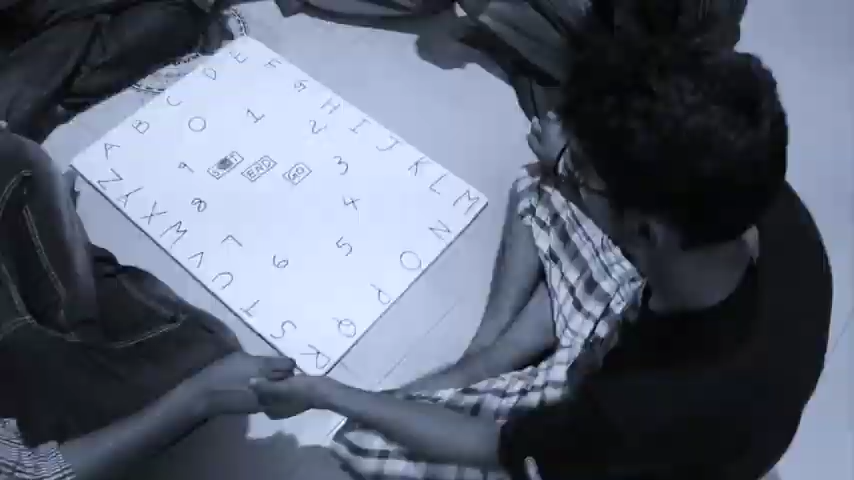 A B C D E F
G H I J K L M
N O P Q R
S T U V W X Y Z
0 1 2 3 4 5 6 7 8 9
END GO